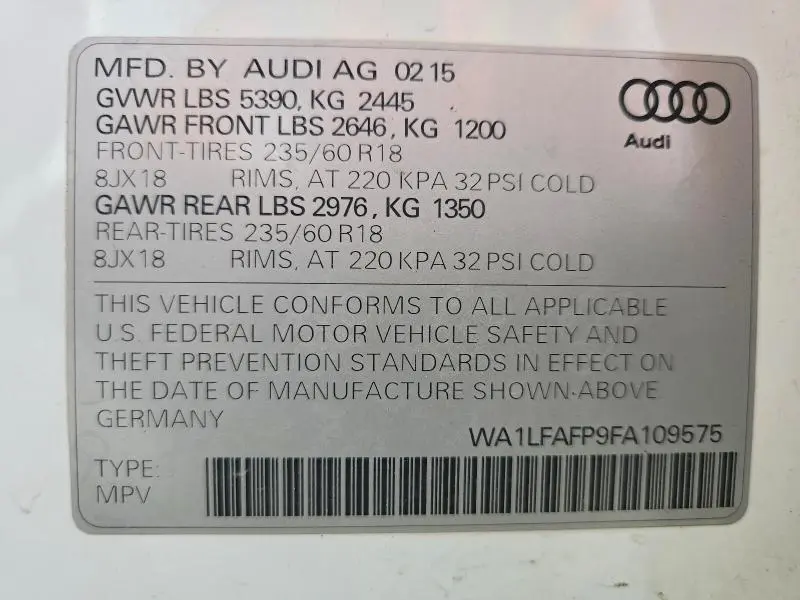 MFD. BY AUDI AG 02 15
GVWR LBS 5390, KG 2445
GAWR FRONT LBS 2646, KG 1200
FRONT-TIRES 235/60 R18
8JX18 RIMS, AT 220 KPA 32 PSI COLD
GAWR REAR LBS 2976, KG 1350
REAR-TIRES 235/60 R18
8JX18 RIMS, AT 220 KPA 32 PSI COLD
Audi
THIS VEHICLE CONFORMS TO ALL APPLICABLE
U.S. FEDERAL MOTOR VEHICLE SAFETY AND
THEFT PREVENTION STANDARDS IN EFFECT ON
THE DATE OF MANUFACTURE SHOWN·ABOVE
GERMANY
WA1LFAFP9FA109575
TYPE:
MPV